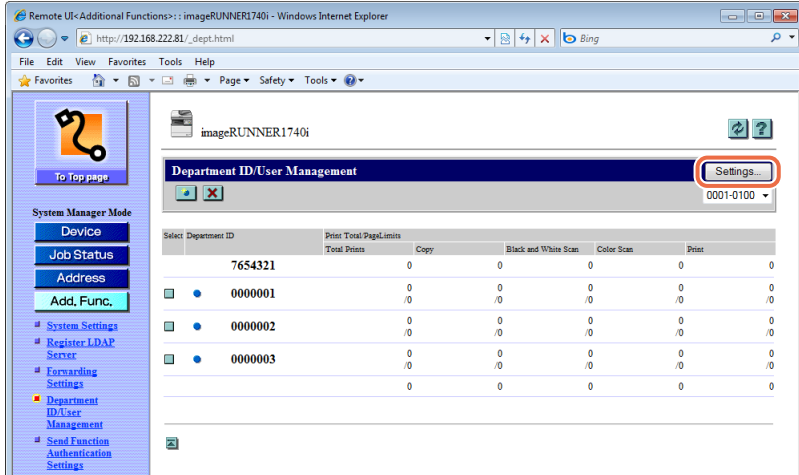 Remote UI<Additional Functions>: : imageRUNNER1740i - Windows Internet Explorer
http://192.168.222.81/_dept.html
Bing
File Edit View Favorites Tools Help
Favorites Page Safety Tools
To Top page
System Manager Mode
Device
Job Status
Address
Add. Func.
System Settings
Register LDAP
Server
Forwarding
Settings
Department
ID/User
Management
Send Function
Authentication
Settings
imageRUNNER1740i
Department ID/User Management Settings...
0001-0100
Select Department ID Print Total/PageLimits
Total Prints Copy Black and White Scan Color Scan Print
7654321 0 0 0 0 0
0000001 0 0 0 0 0
/0 /0 /0 /0 /0
0000002 0 0 0 0 0
/0 /0 /0 /0 /0
0000003 0 0 0 0 0
/0 /0 /0 /0 /0
0 0 0 0 0